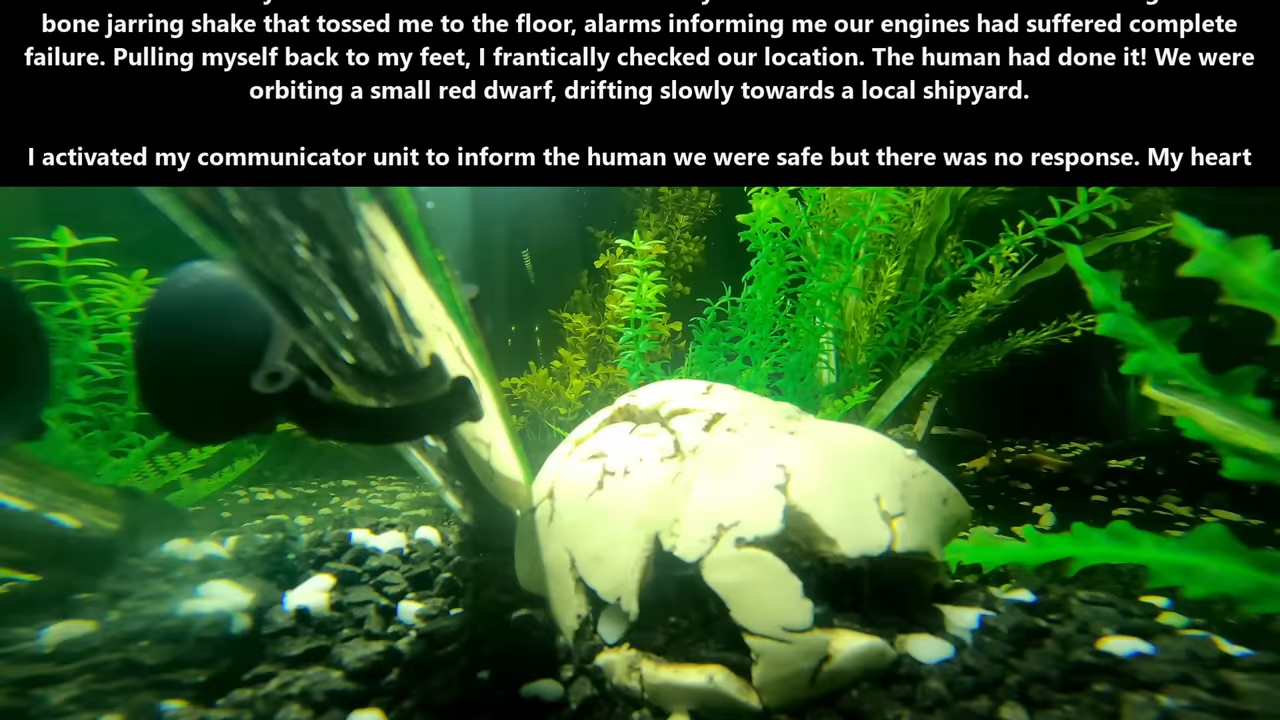 bone jarring shake that tossed me to the floor, alarms informing me our engines had suffered complete
failure. Pulling myself back to my feet, I frantically checked our location. The human had done it! We were
orbiting a small red dwarf, drifting slowly towards a local shipyard.
I activated my communicator unit to inform the human we were safe but there was no response. My heart